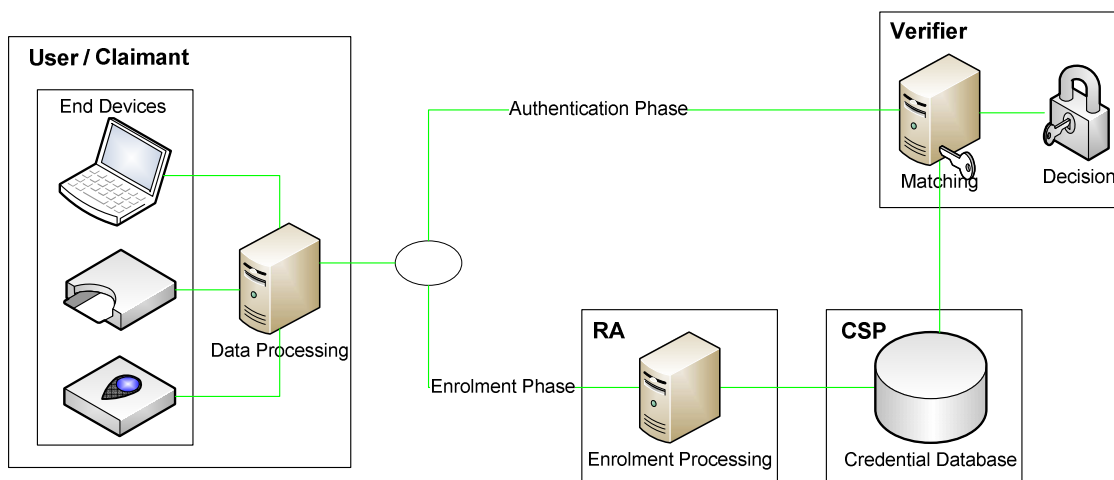 User / Claimant
End Devices
Data Processing
Authentication Phase
Enrolment Phase
Verifier
Matching
Decision
RA
Enrolment Processing
CSP
Credential Database